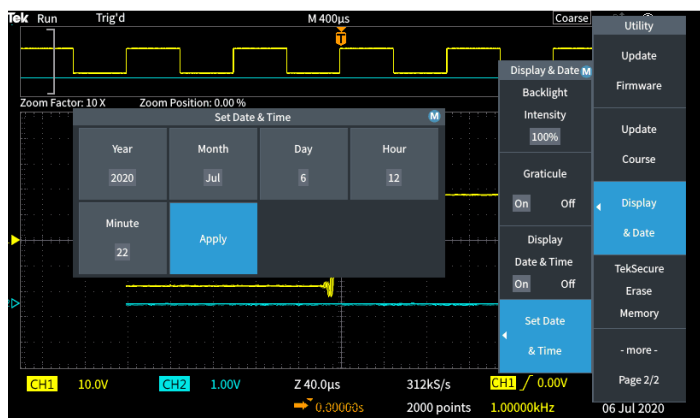 Tek Run Trig'd M 400µs Coarse
T
Zoom Factor: 10 X Zoom Position: 0.00 %
Set Date & Time M
Year Month Day Hour
2020 Jul 6 12
Minute
22
Apply
Display & Date M
Backlight
Intensity
100%
Graticule
On Off
Display
Date & Time
On Off
Set Date
& Time
Utility
Update
Firmware
Update
Course
Display
& Date
TekSecure
Erase
Memory
- more -
Page 2/2
2
CH1 10.0V CH2 1.00V Z 40.0µs 312kS/s CH1 0.00V
0.00000s 2000 points 1.00000kHz 06 Jul 2020